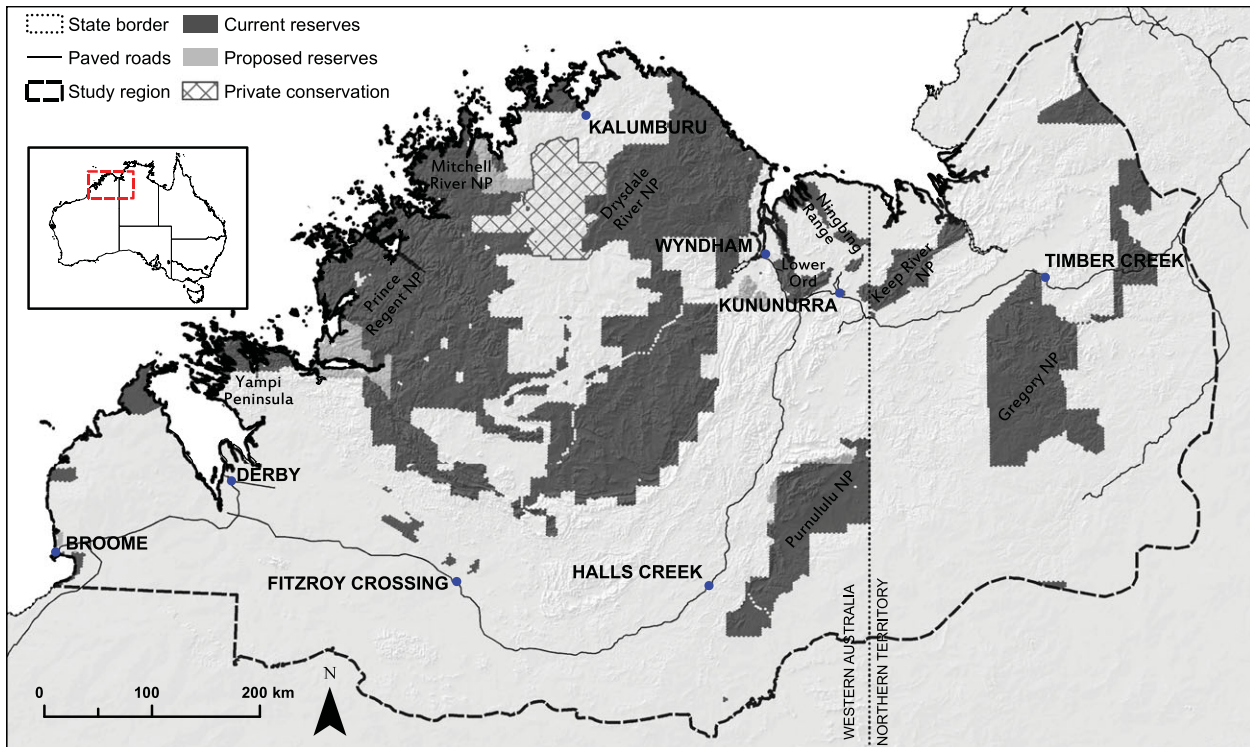 State border
Current reserves
Paved roads
Proposed reserves
Study region
Private conservation
KALUMBURU
Mitchell
River NP
Drysdale
River NP
Ningbing
Range
WYNDHAM
Lower
Ord
Keep River
NP
TIMBER CREEK
KUNUNURRA
Prince
Regent NP
Yampi
Peninsula
Gregory NP
DERBY
Purnululu NP
BROOME
FITZROY CROSSING
HALLS CREEK
WESTERN AUSTRALIA
NORTHERN TERRITORY
N
0 100 200 km